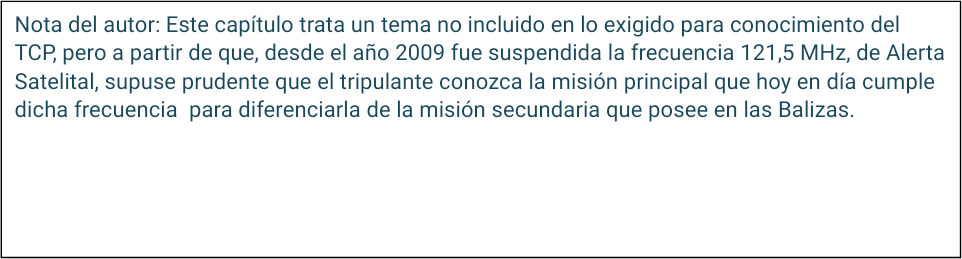 Nota del autor: Este capítulo trata un tema no incluido en lo exigido para conocimiento del
TCP, pero a partir de que, desde el año 2009 fue suspendida la frecuencia 121,5 MHz, de Alerta
Satelital, supuse prudente que el tripulante conozca la misión principal que hoy en día cumple
dicha frecuencia  para diferenciarla de la misión secundaria que posee en las Balizas.